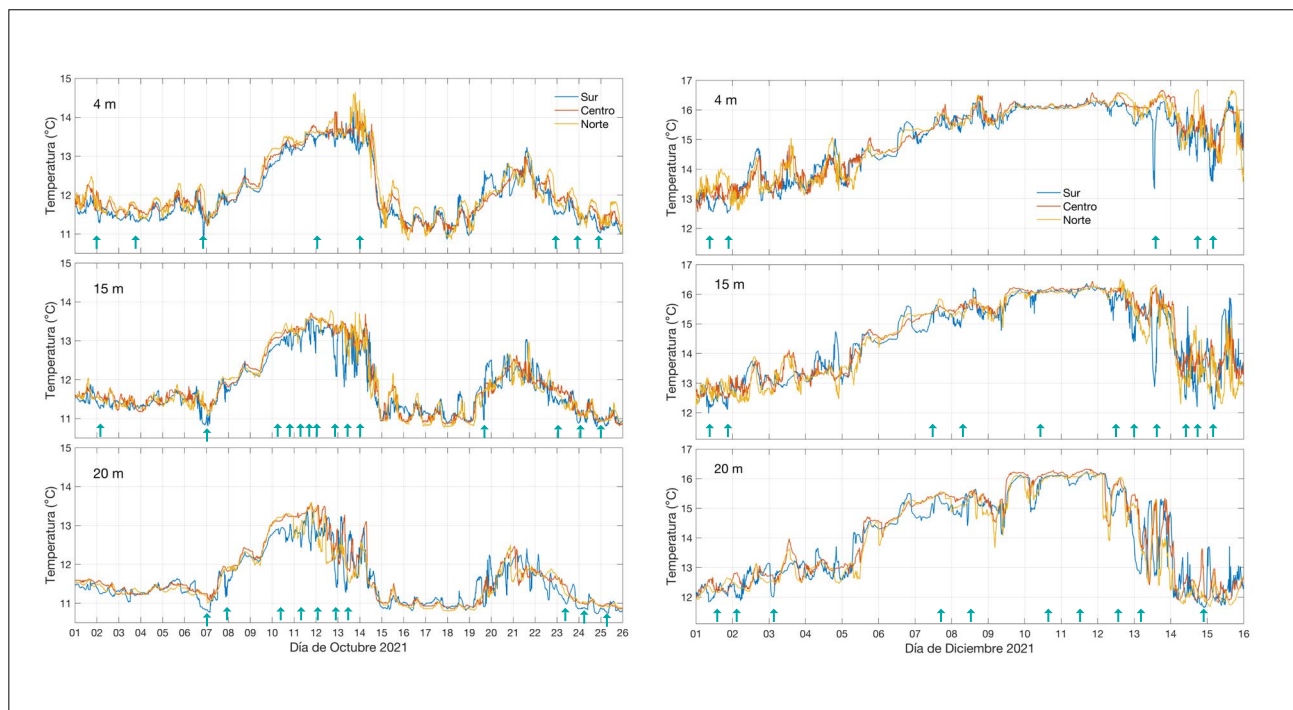 4 m
Sur
Centro
Norte
Temperatura (°C)
15
14
13
12
11
15 m
Temperatura (°C)
15
14
13
12
11
20 m
Temperatura (°C)
15
14
13
12
11
01 02 03 04 05 06 07 08 09 10 11 12 13 14 15 16 17 18 19 20 21 22 23 24 25 26
Día de Octubre 2021
4 m
Sur
Centro
Norte
Temperatura (°C)
17
16
15
14
13
12
15 m
Temperatura (°C)
17
16
15
14
13
12
20 m
Temperatura (°C)
17
16
15
14
13
12
01 02 03 04 05 06 07 08 09 10 11 12 13 14 15 16
Día de Diciembre 2021